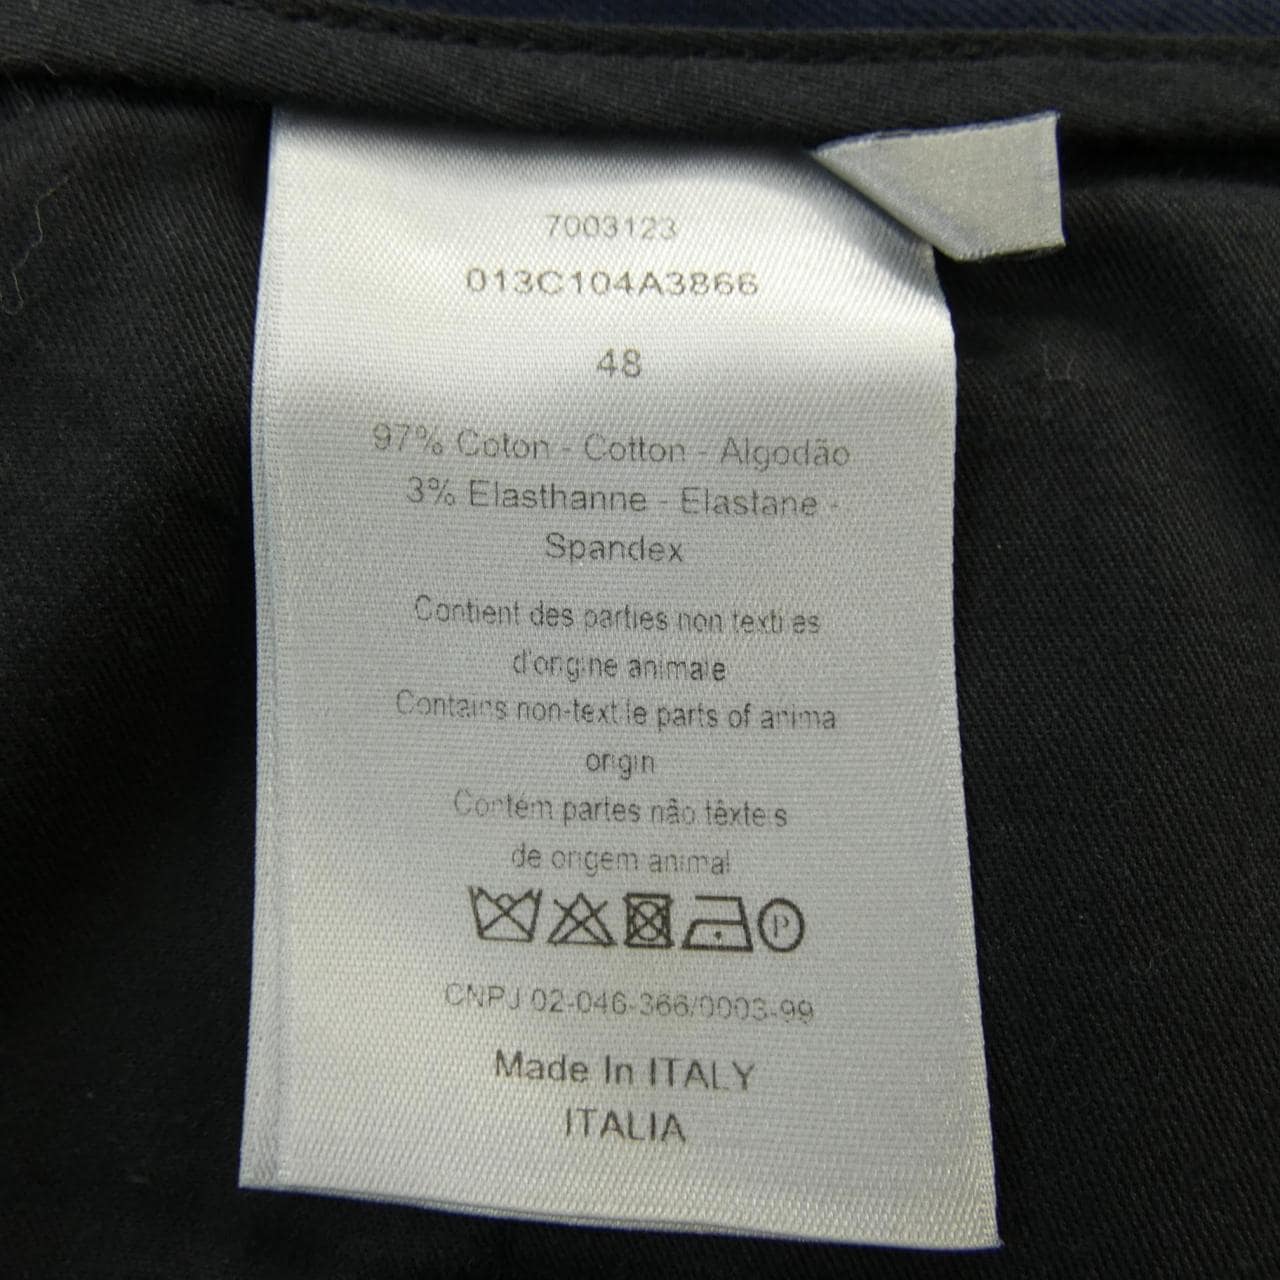 7003123
013C104A3866
48
97% Coton - Cotton - Algodão
3% Elasthanne - Elastane -
Spandex
Contient des parties non textiles
d'origine animale
Contains non-textile parts of animal
origin
Contém partes não têxteis
de origem animal
P
CNPJ 02-046-366/0003-99
Made In ITALY
ITALIA